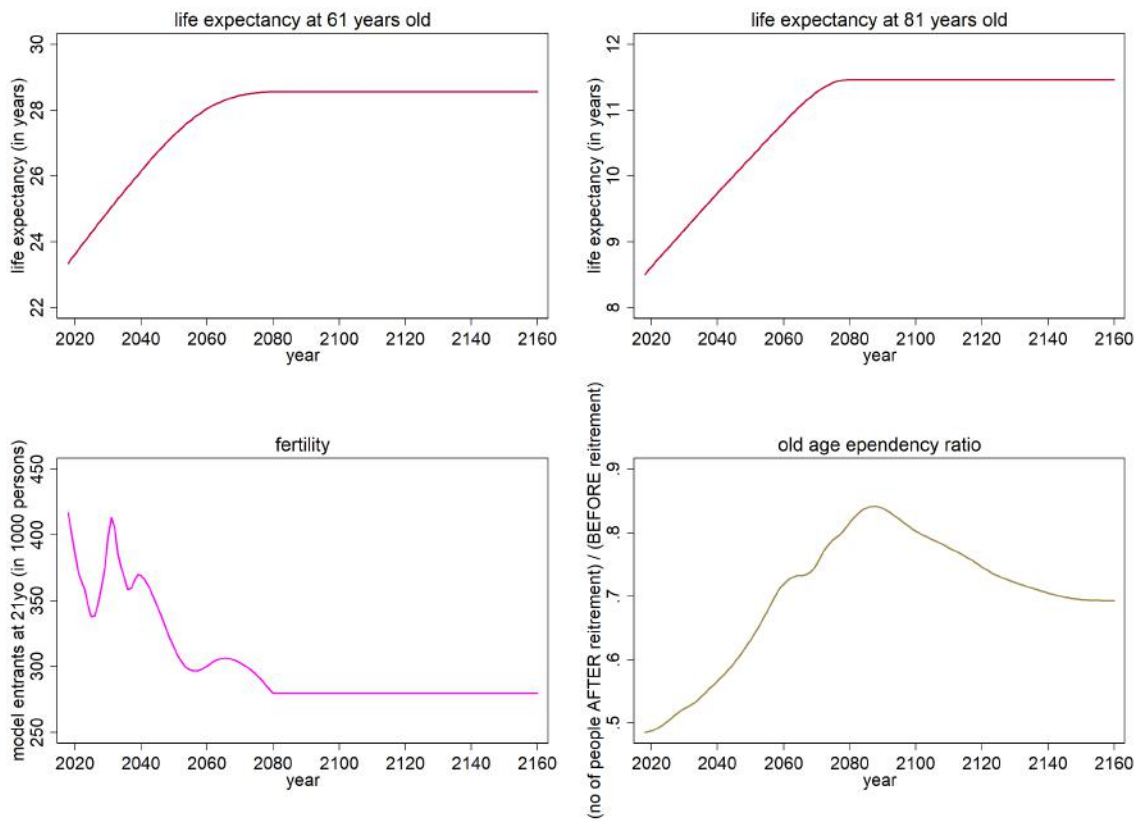 life expectancy at 61 years old
life expectancy (in years)
30
28
26
24
22
2020 2040 2060 2080 2100 2120 2140 2160
year
life expectancy at 81 years old
life expectancy (in years)
12
11
10
9
8
2020 2040 2060 2080 2100 2120 2140 2160
year
fertility
model entrants at 21yo (in 1000 persons)
450
400
350
300
250
2020 2040 2060 2080 2100 2120 2140 2160
year
old age ependency ratio
(no of people AFTER reitrement) / (BEFORE reitrement)
.9
.8
.7
.6
.5
2020 2040 2060 2080 2100 2120 2140 2160
year